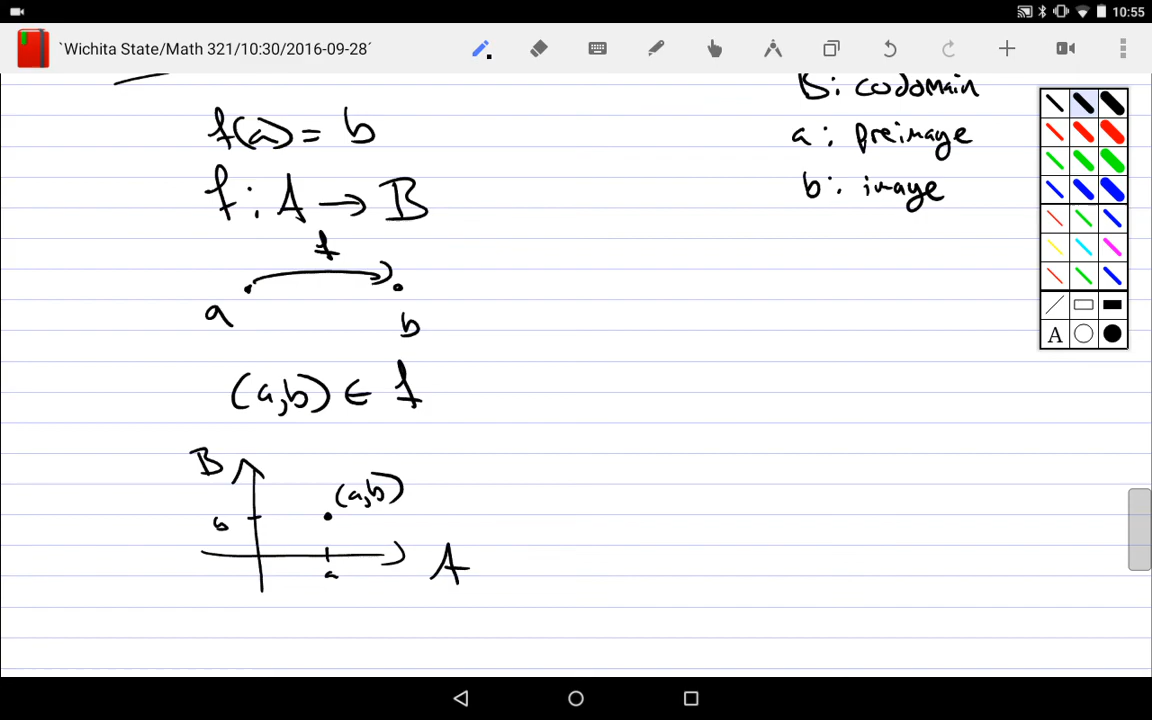 10:55
`Wichita State/Math 321/10:30/2016-09-28´
B: codomain
f(a) = b
a: preimage
f: A → B
b: image
f
a
b
(a,b) ∈ f
B
(a,b)
b
A
a
A